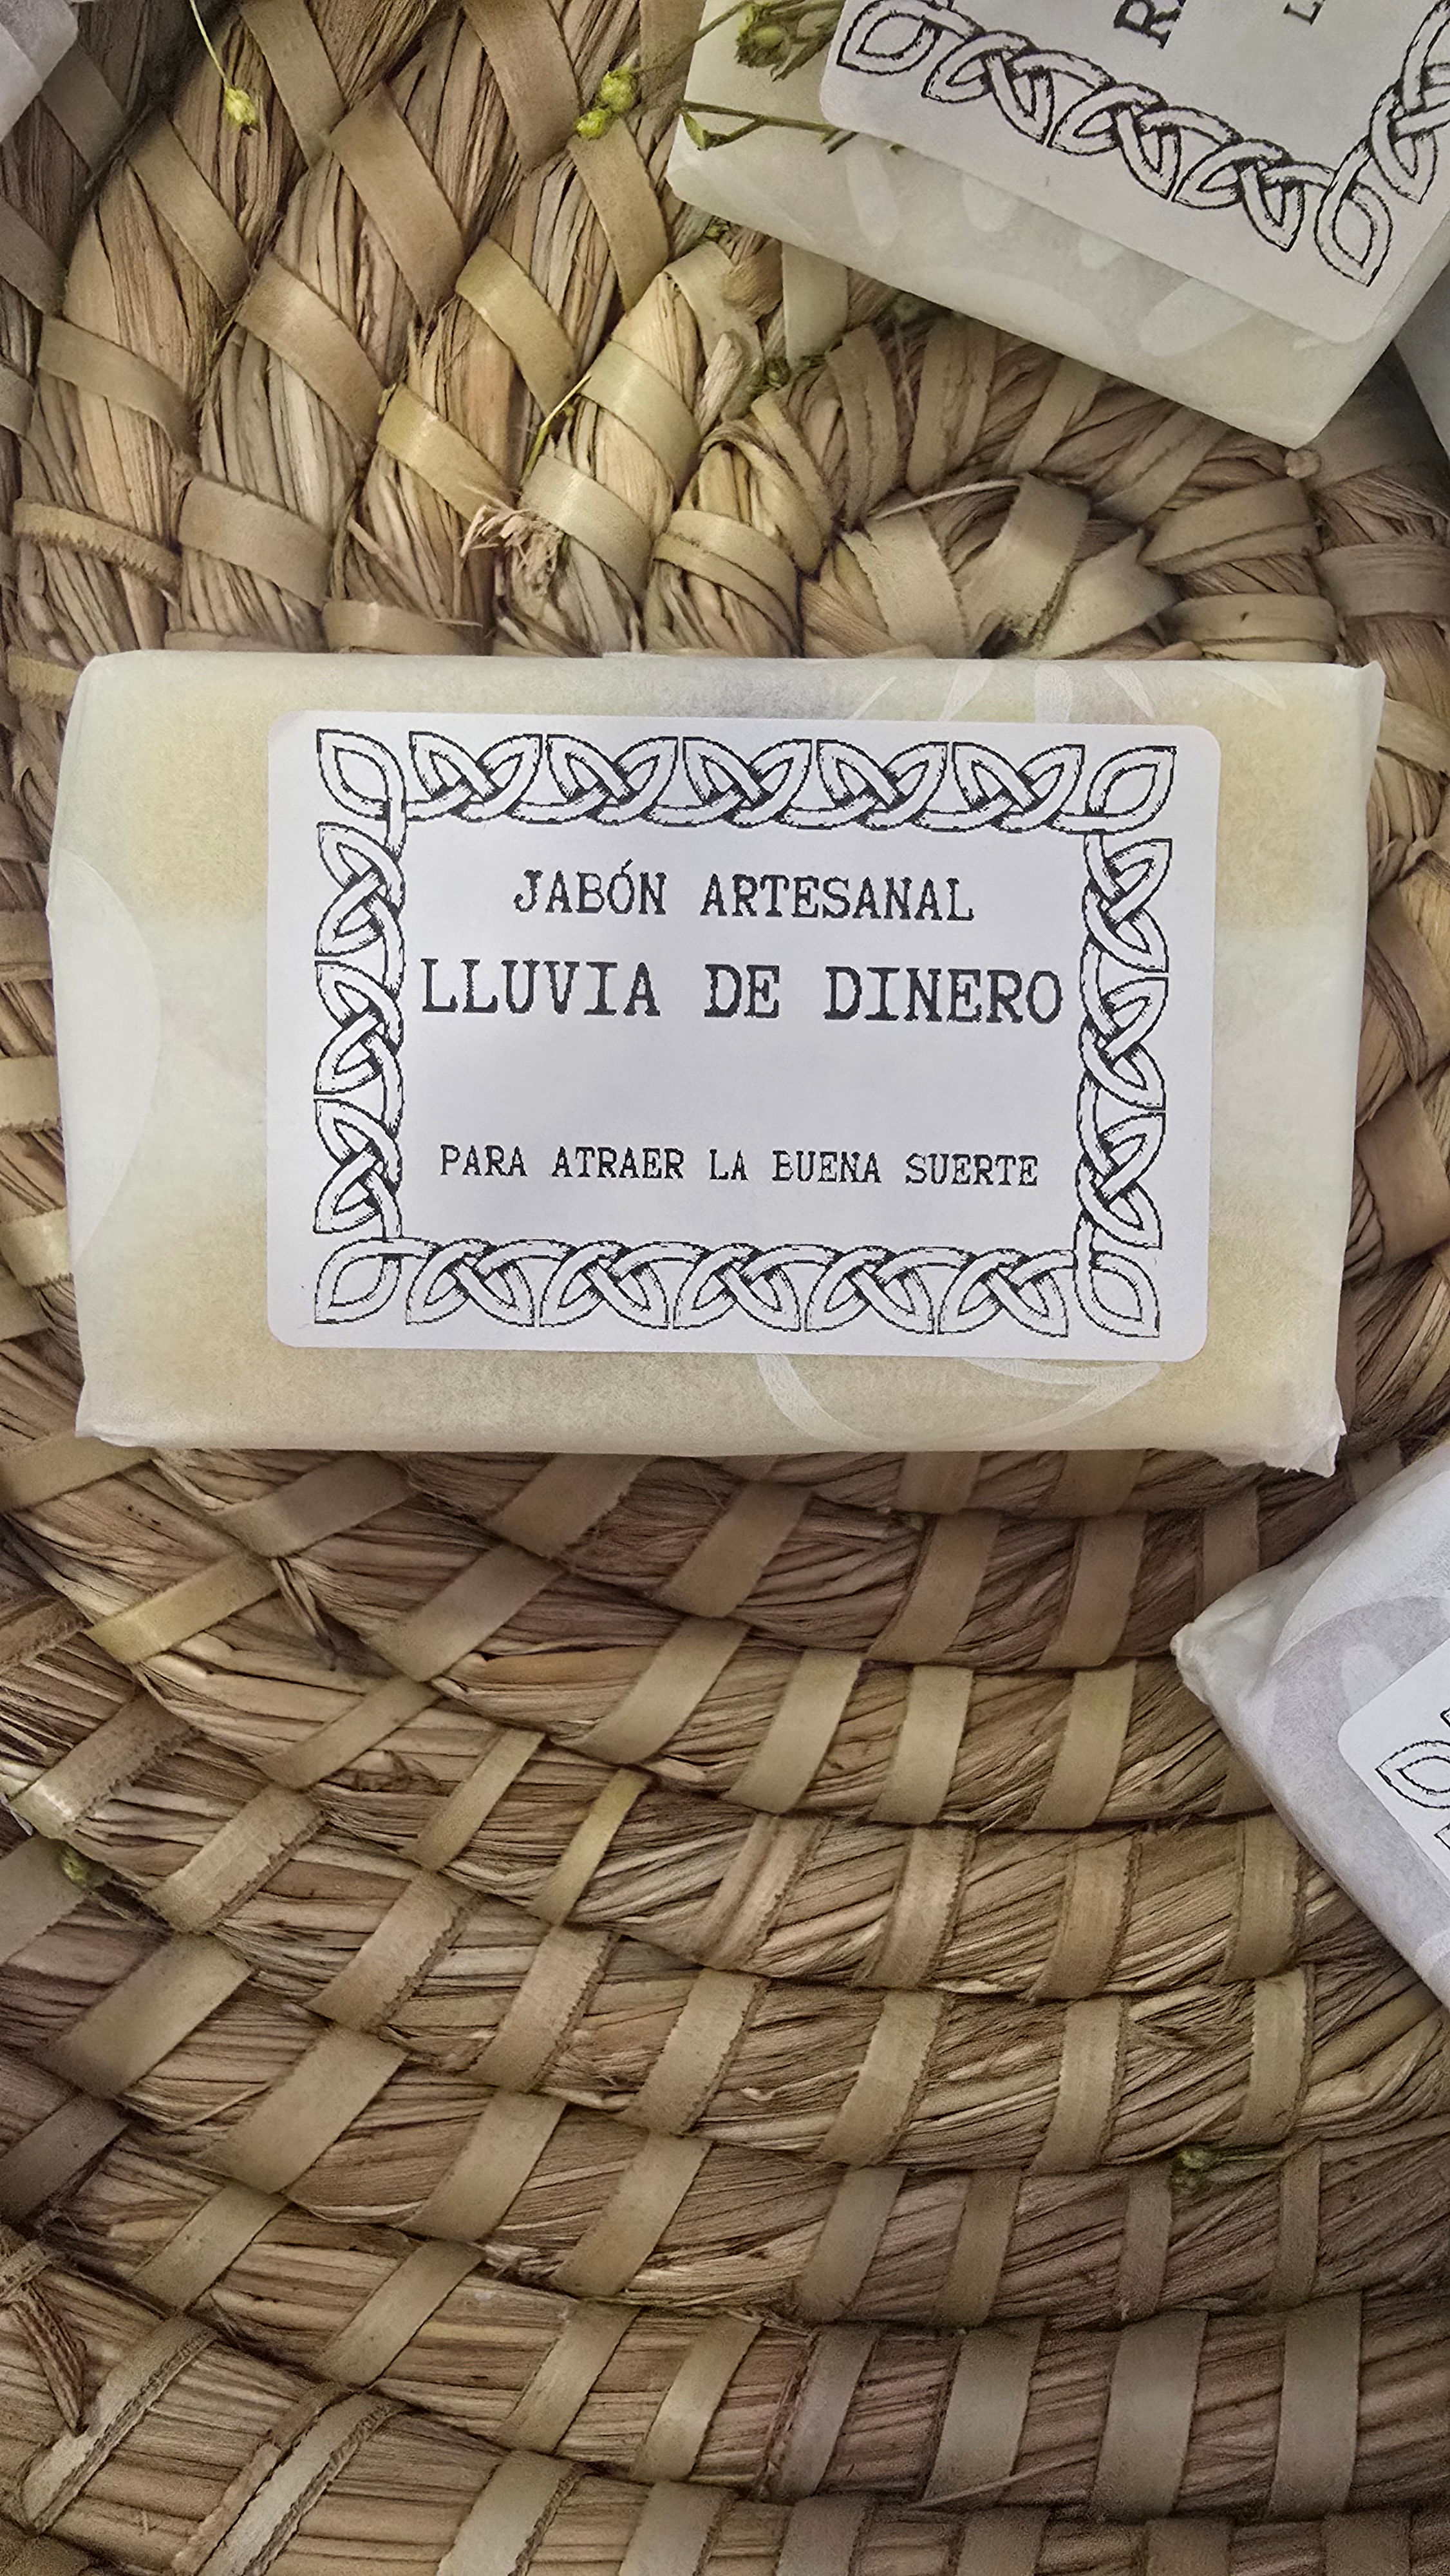 JABÓN ARTESANAL
LLUVIA DE DINERO
PARA ATRAER LA BUENA SUERTE